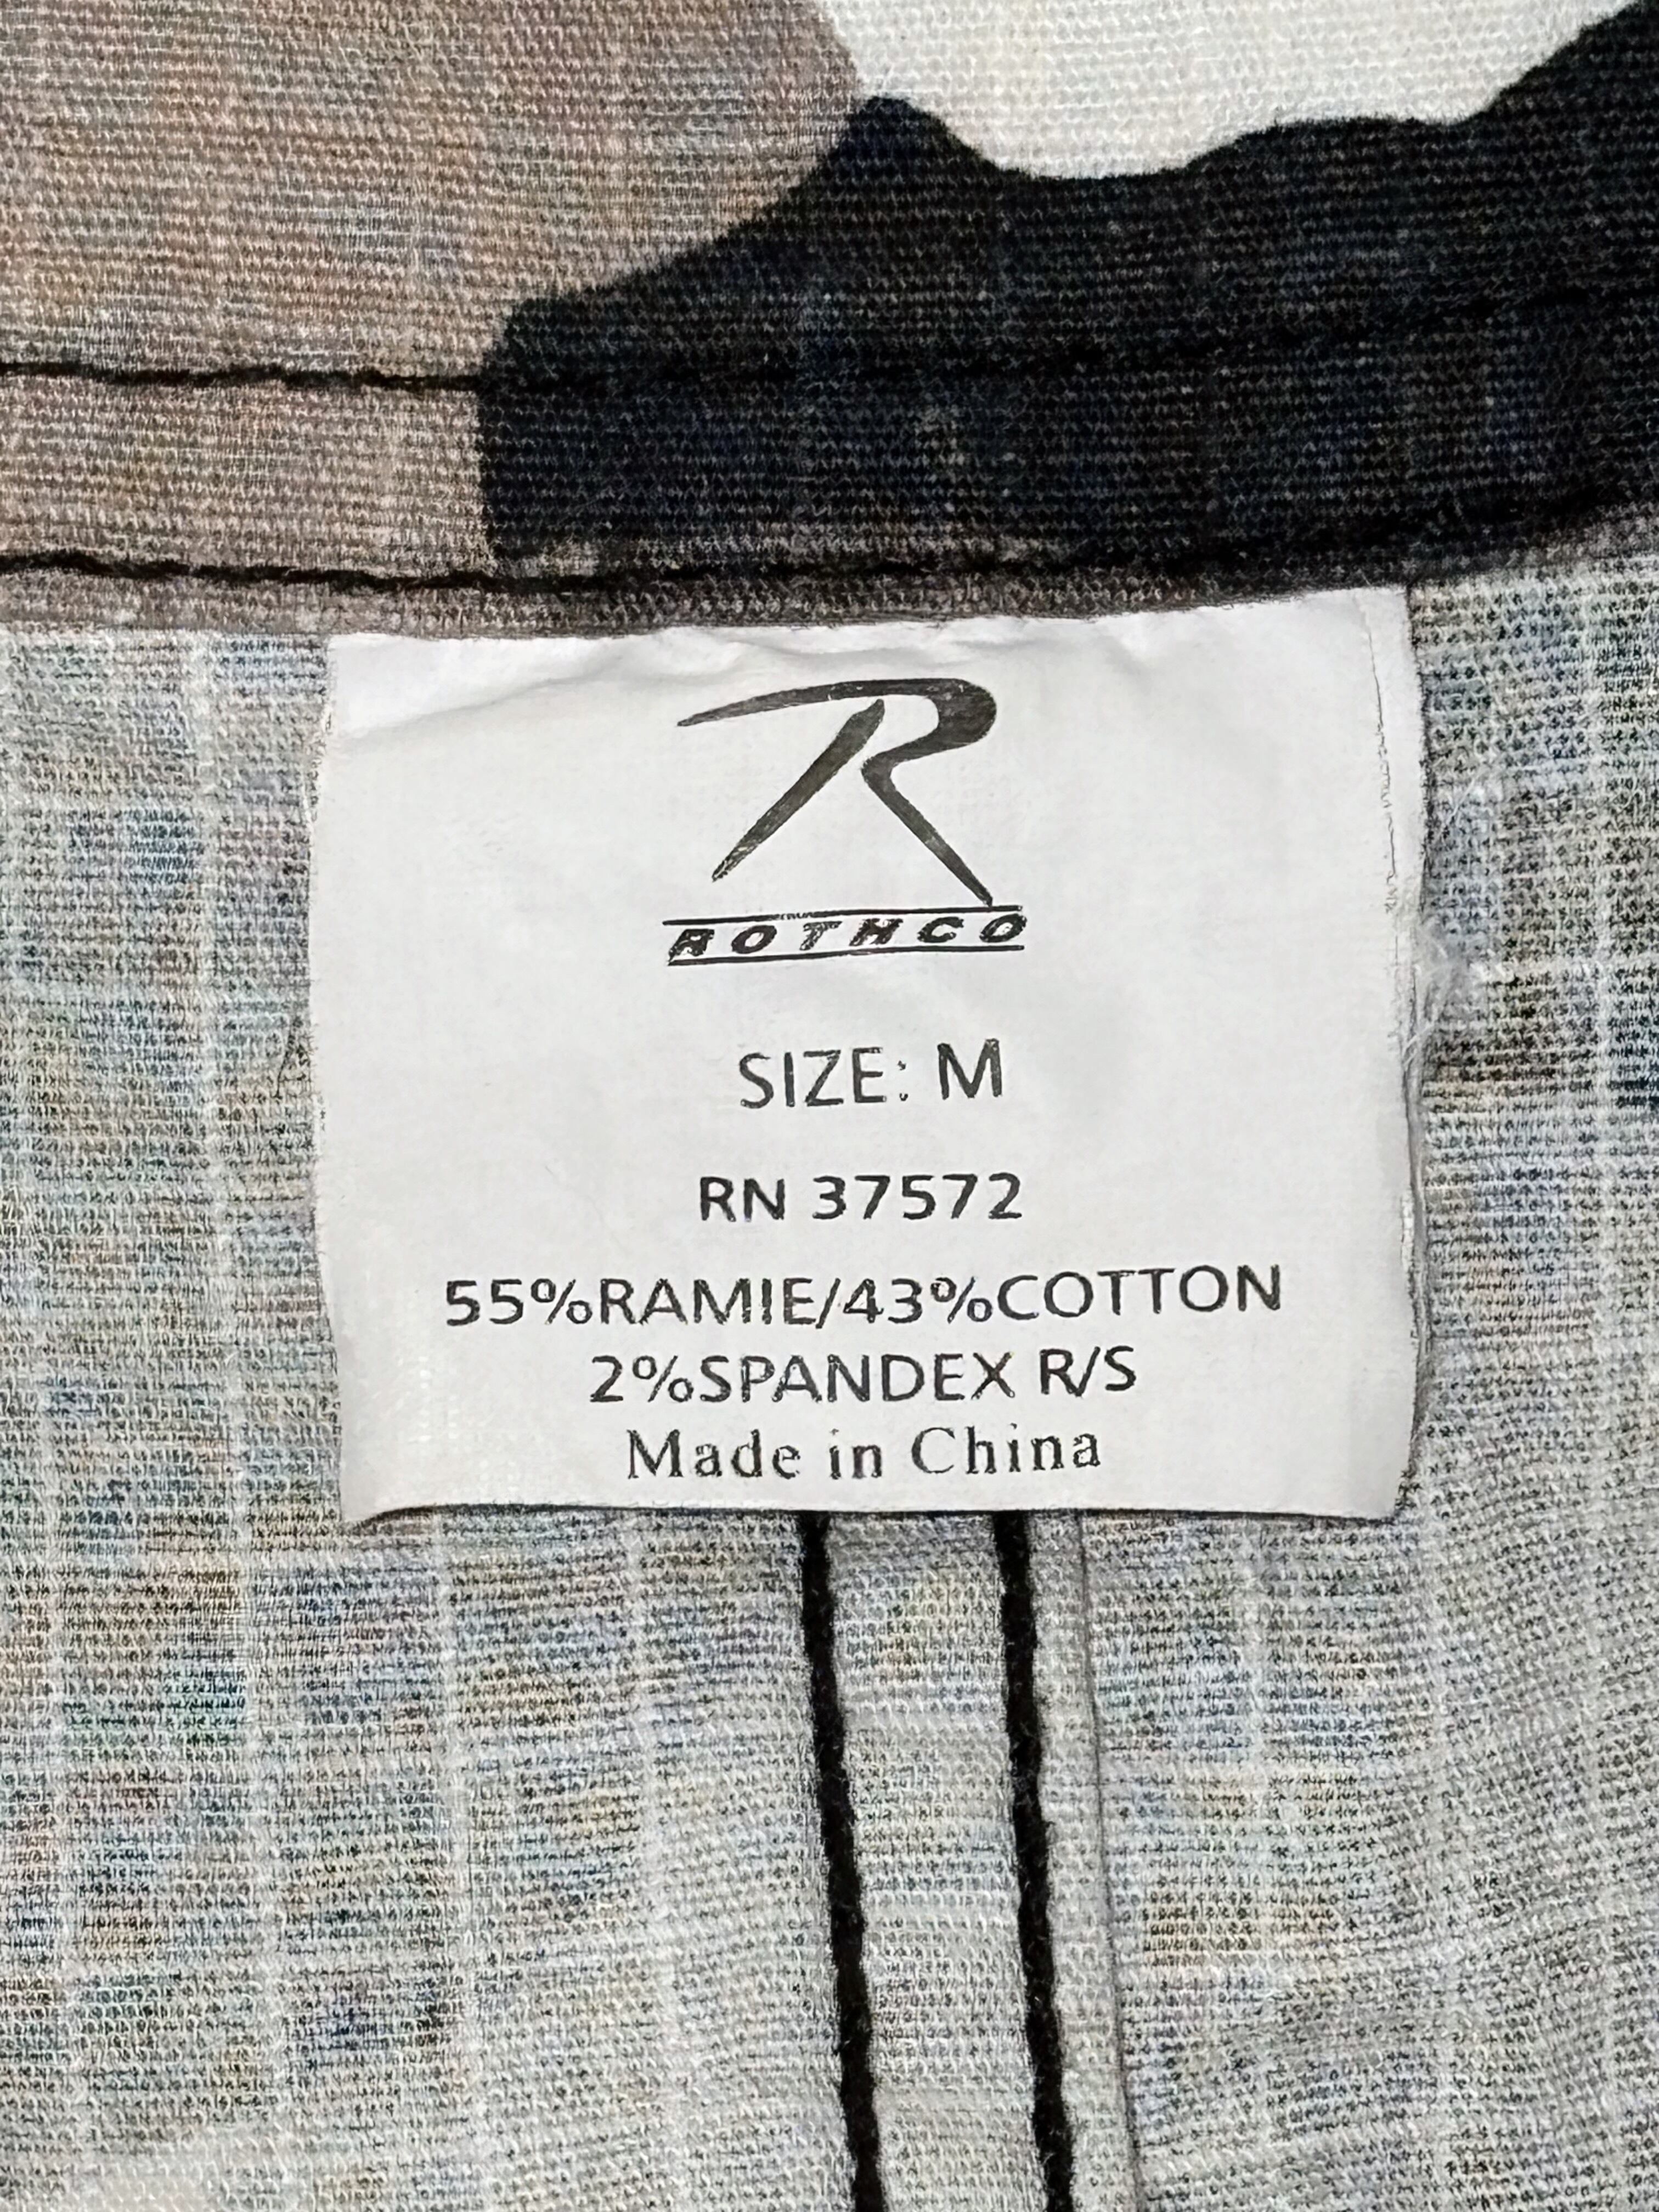 R
ROTHCO
SIZE: M
RN 37572
55%RAMIE/43%COTTON
2%SPANDEX R/S
Made in China